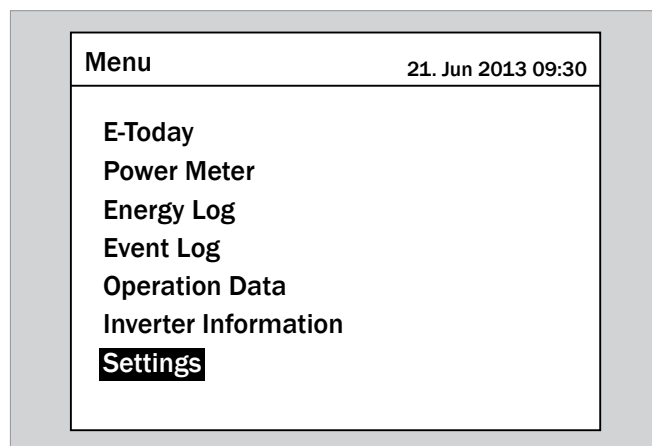 Menu 21. Jun 2013 09:30
E-Today
Power Meter
Energy Log
Event Log
Operation Data
Inverter Information
Settings